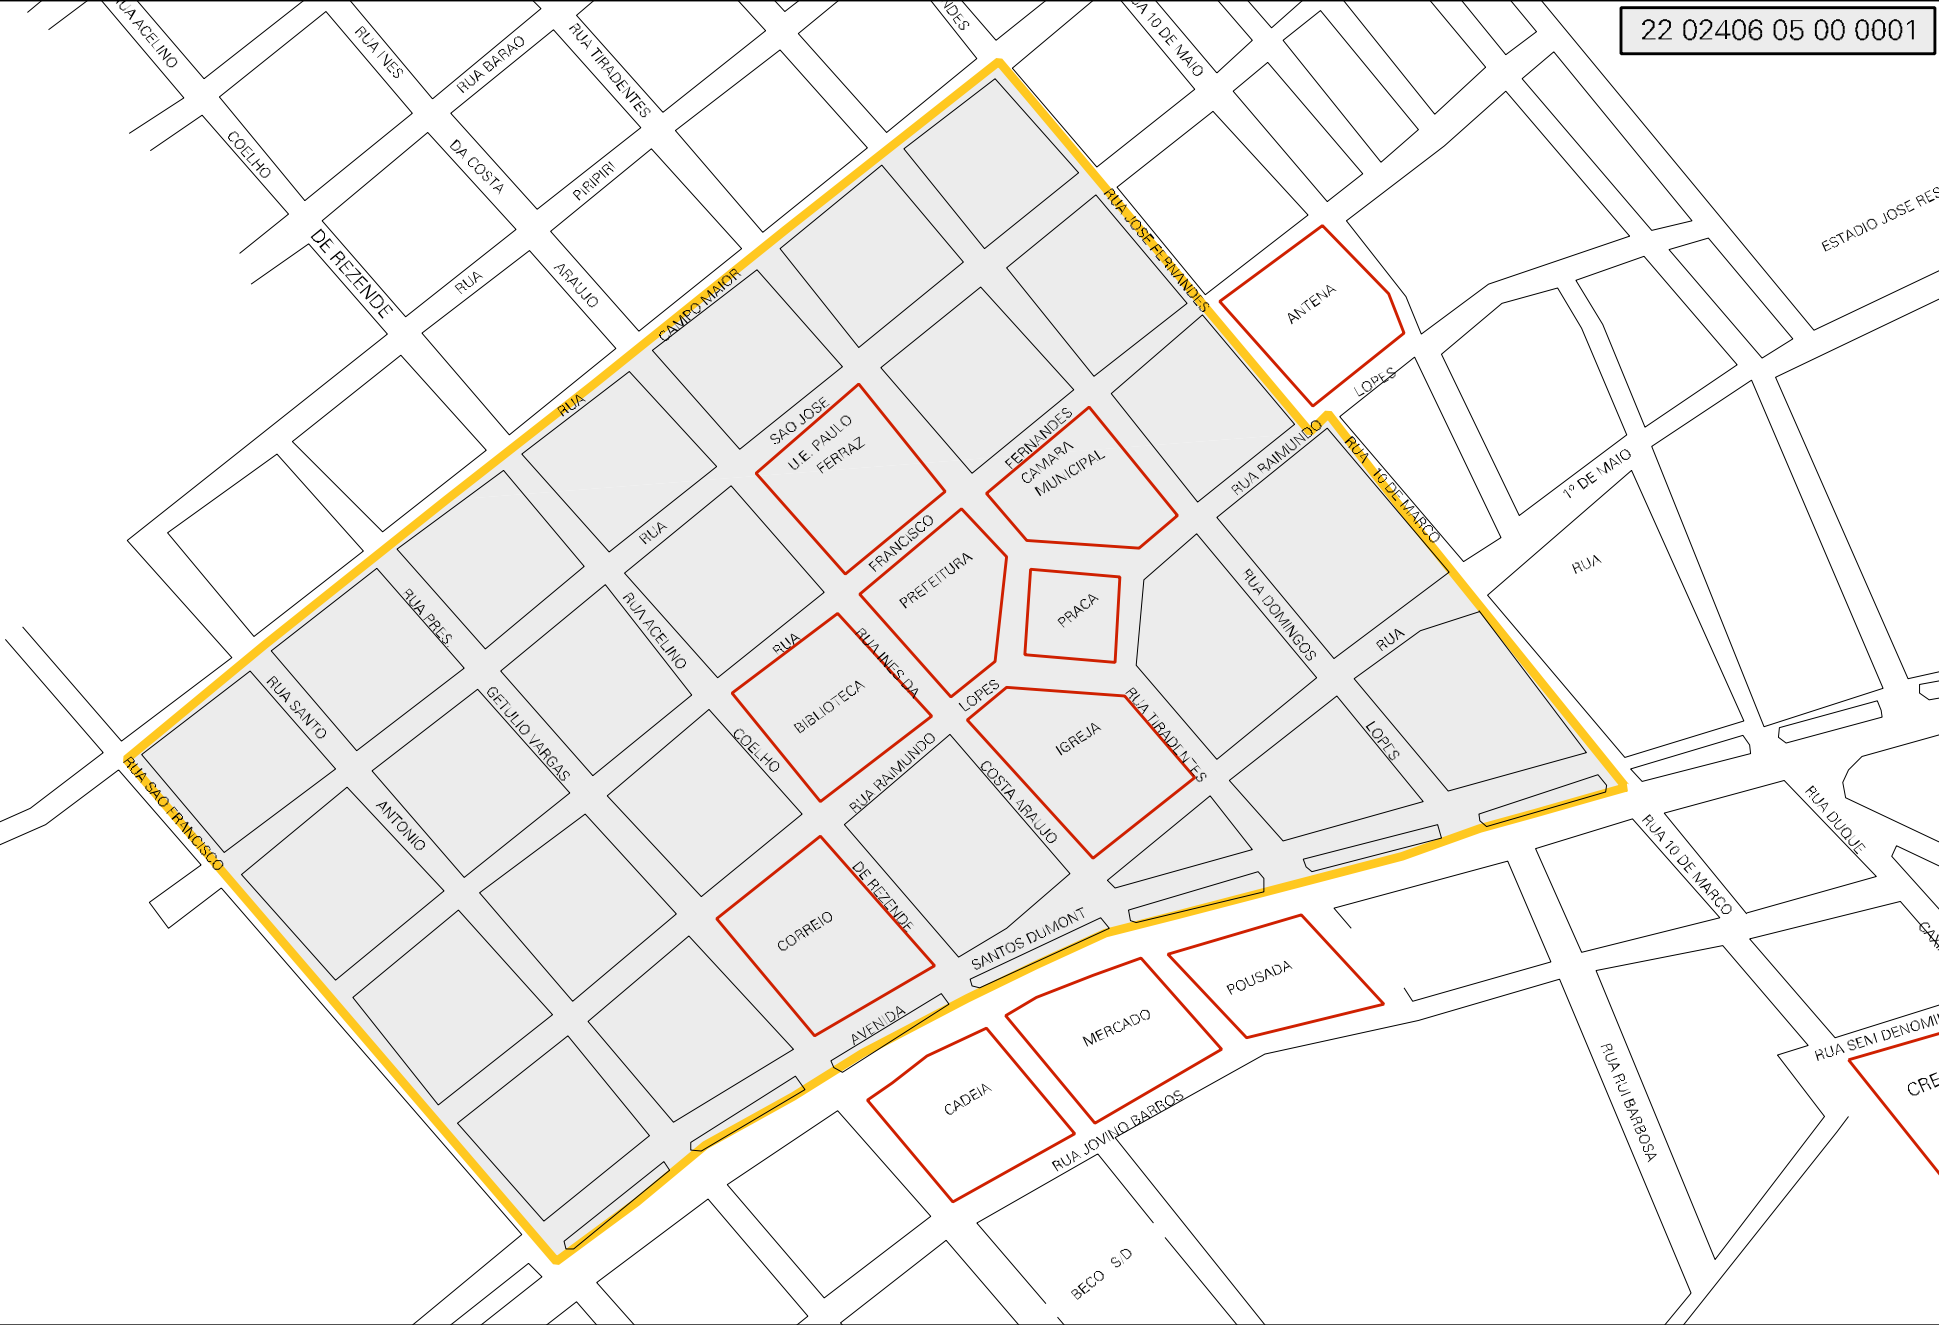 22 02406 05 00 0001
RUA ACELINO
RUA INES
RUA BARAO
RUA TIRADENTES
RUA 10 DE MAIO
COELHO
DA COSTA
PIRIPIRI
DE REZENDE
RUA
ARAUJO
CAMPO MAIOR
RUA
RUA JOSE FERNANDES
ESTADIO JOSE RES
ANTENA
LOPES
SAO JOSE
U.E. PAULO
FERRAZ
FERNANDES
CAMARA
MUNICIPAL
RUA RAIMUNDO
RUA 10 DE MARCO
1º DE MAIO
RUA
RUA
FRANCISCO
PREFEITURA
PRACA
RUA DOMINGOS
RUA
RUA PRES.
RUA ACELINO
RUA
RUA INES DA
BIBLIOTECA
LOPES
RUA TIRADENTES
IGREJA
LOPES
RUA SANTO
GETULIO VARGAS
COELHO
RUA RAIMUNDO
COSTA ARAUJO
RUA SAO FRANCISCO
ANTONIO
DE REZENDE
CORREIO
SANTOS DUMONT
AVENIDA
RUA 10 DE MARCO
RUA DUQUE
POUSADA
MERCADO
CADEIA
RUA JOVINO BARROS
RUA RUI BARBOSA
RUA SEM DENOMI
CRE
BECO S/D